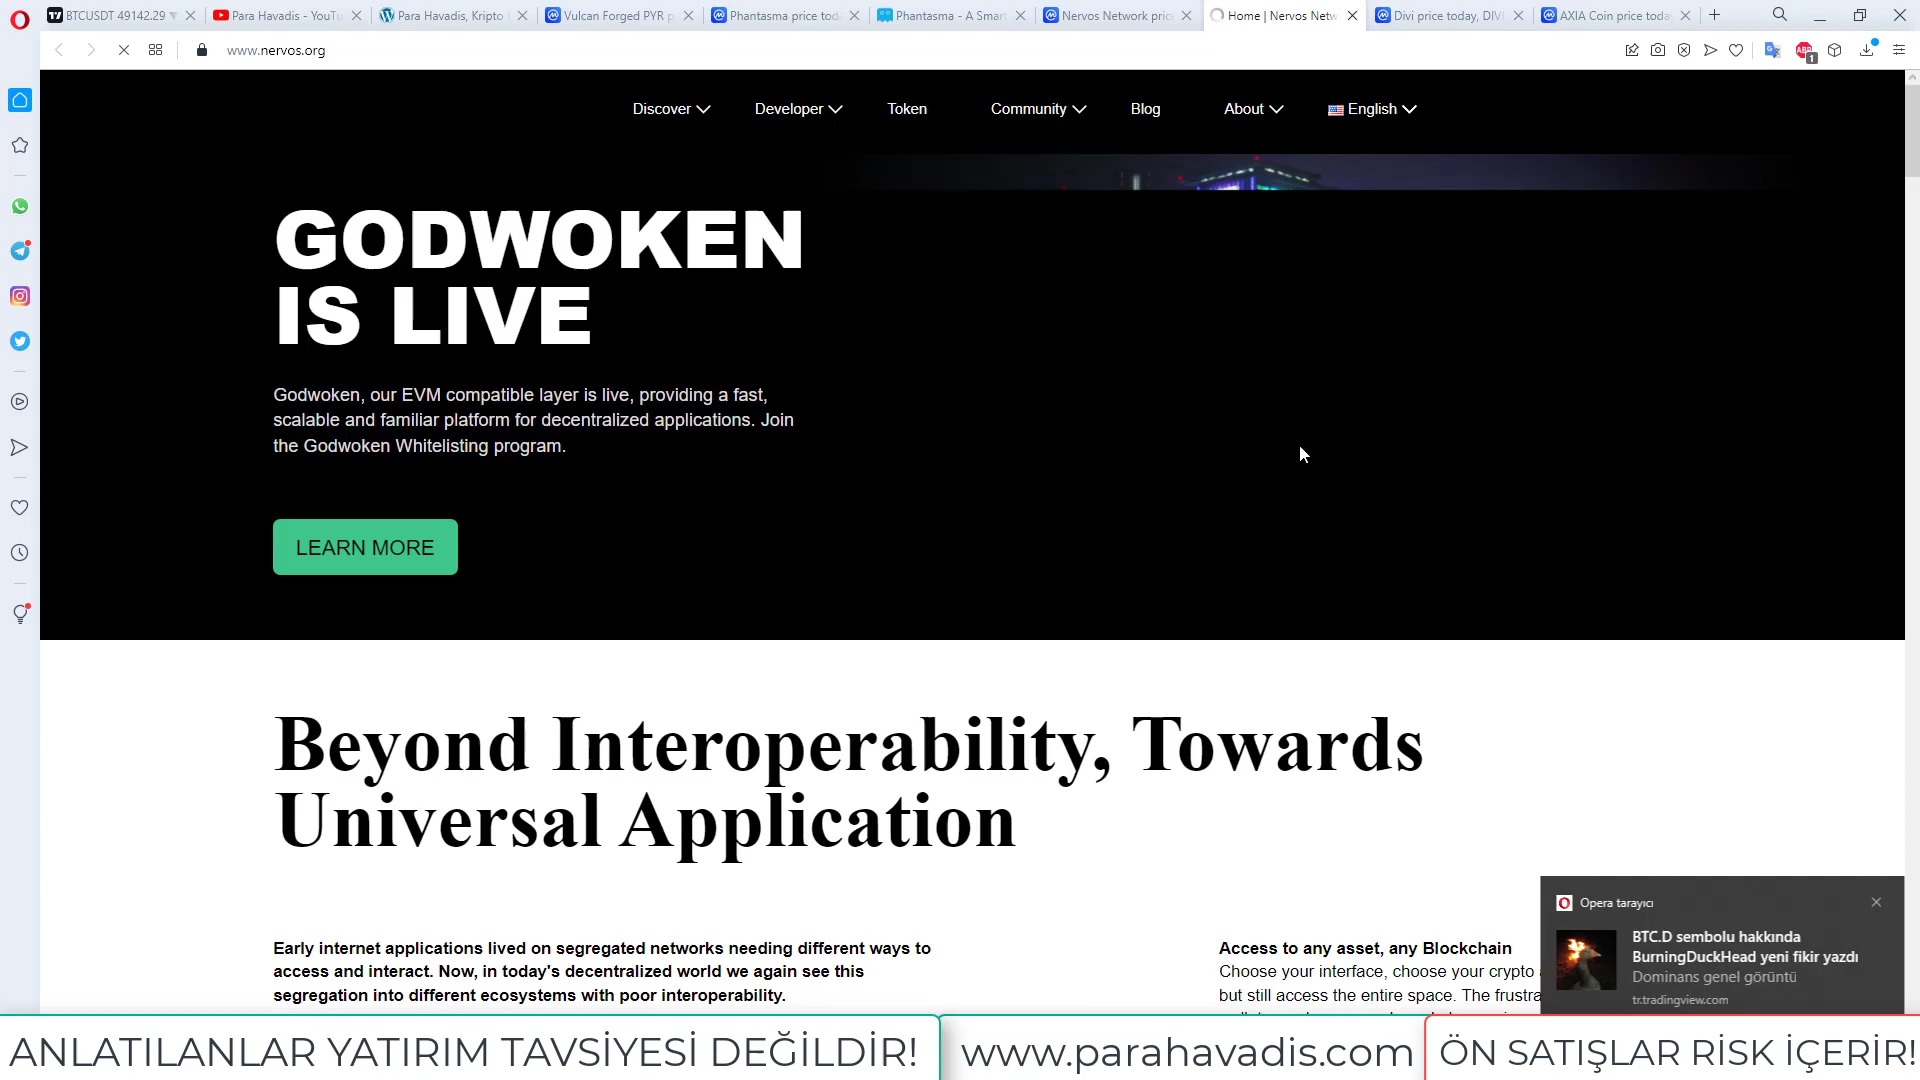 BTCUSDT 49142.29
Para Havadis - YouTu
Para Havadis, Kripto
Vulcan Forged PYR p
Phantasma price tod
Phantasma - A Smart
Nervos Network pric
Home | Nervos Netw
Divi price today, DIVI
AXIA Coin price toda
www.nervos.org
ABP
1
Discover
Developer
Token
Community
Blog
About
English
GODWOKEN
IS LIVE
Godwoken, our EVM compatible layer is live, providing a fast,
scalable and familiar platform for decentralized applications. Join
the Godwoken Whitelisting program.
LEARN MORE
Beyond Interoperability, Towards
Universal Application
Early internet applications lived on segregated networks needing different ways to
access and interact. Now, in today's decentralized world we again see this
segregation into different ecosystems with poor interoperability.
Access to any asset, any Blockchain
Choose your interface, choose your crypto
but still access the entire space. The frustra
Opera tarayıcı
BTC.D sembolu hakkında
BurningDuckHead yeni fikir yazdı
Dominans genel görüntü
tr.tradingview.com
ANLATILANLAR YATIRIM TAVSİYESİ DEĞİLDİR!
www.parahavadis.com
ÖN SATIŞLAR RİSK İÇERİR!